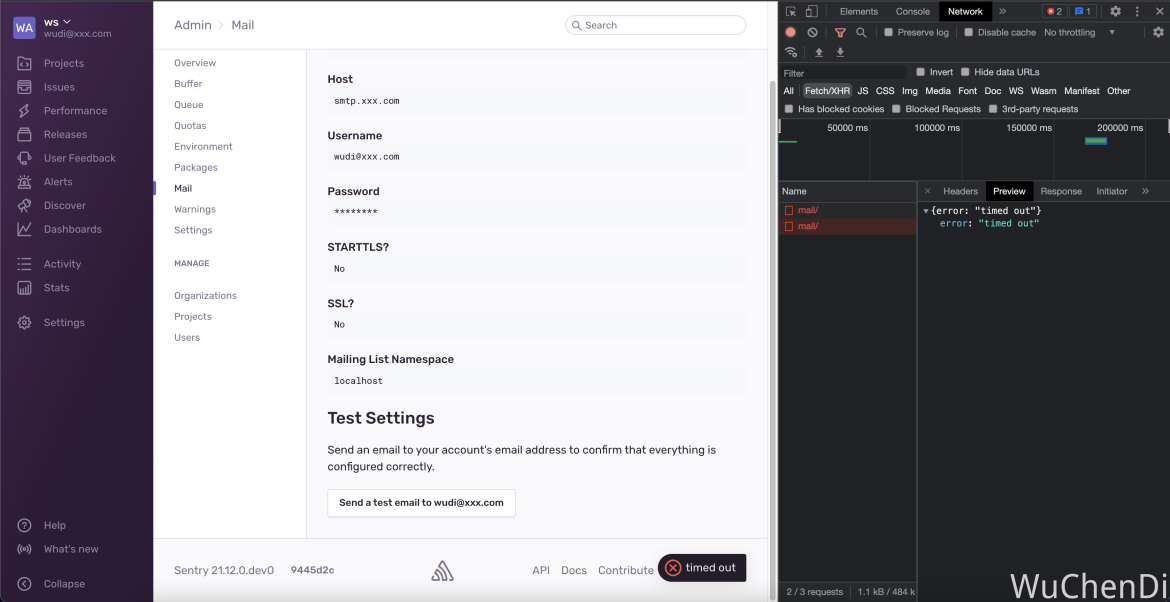 WA
ws
wudi@xxx.com
Projects
Issues
Performance
Releases
User Feedback
Alerts
Discover
Dashboards
Activity
Stats
Settings
Help
What's new
Collapse
Admin Mail
Search
Overview
Buffer
Queue
Quotas
Environment
Packages
Mail
Warnings
Settings
MANAGE
Organizations
Projects
Users
Host
smtp.xxx.com
Username
wudi@xxx.com
Password
********
STARTTLS?
No
SSL?
No
Mailing List Namespace
localhost
Test Settings
Send an email to your account's email address to confirm that everything is
configured correctly.
Send a test email to wudi@xxx.com
Sentry 21.12.0.dev0 9445d2c
API Docs Contribute
timed out
Elements Console Network » 2 1
Preserve log Disable cache No throttling
Filter Invert Hide data URLs
All Fetch/XHR JS CSS Img Media Font Doc WS Wasm Manifest Other
Has blocked cookies Blocked Requests 3rd-party requests
50000 ms 100000 ms 150000 ms 200000 ms
Name
mail/
mail/
× Headers Preview Response Initiator »
{error: "timed out"}
error: "timed out"
2 / 3 requests 1.1 kB / 484 k
WuChenDi